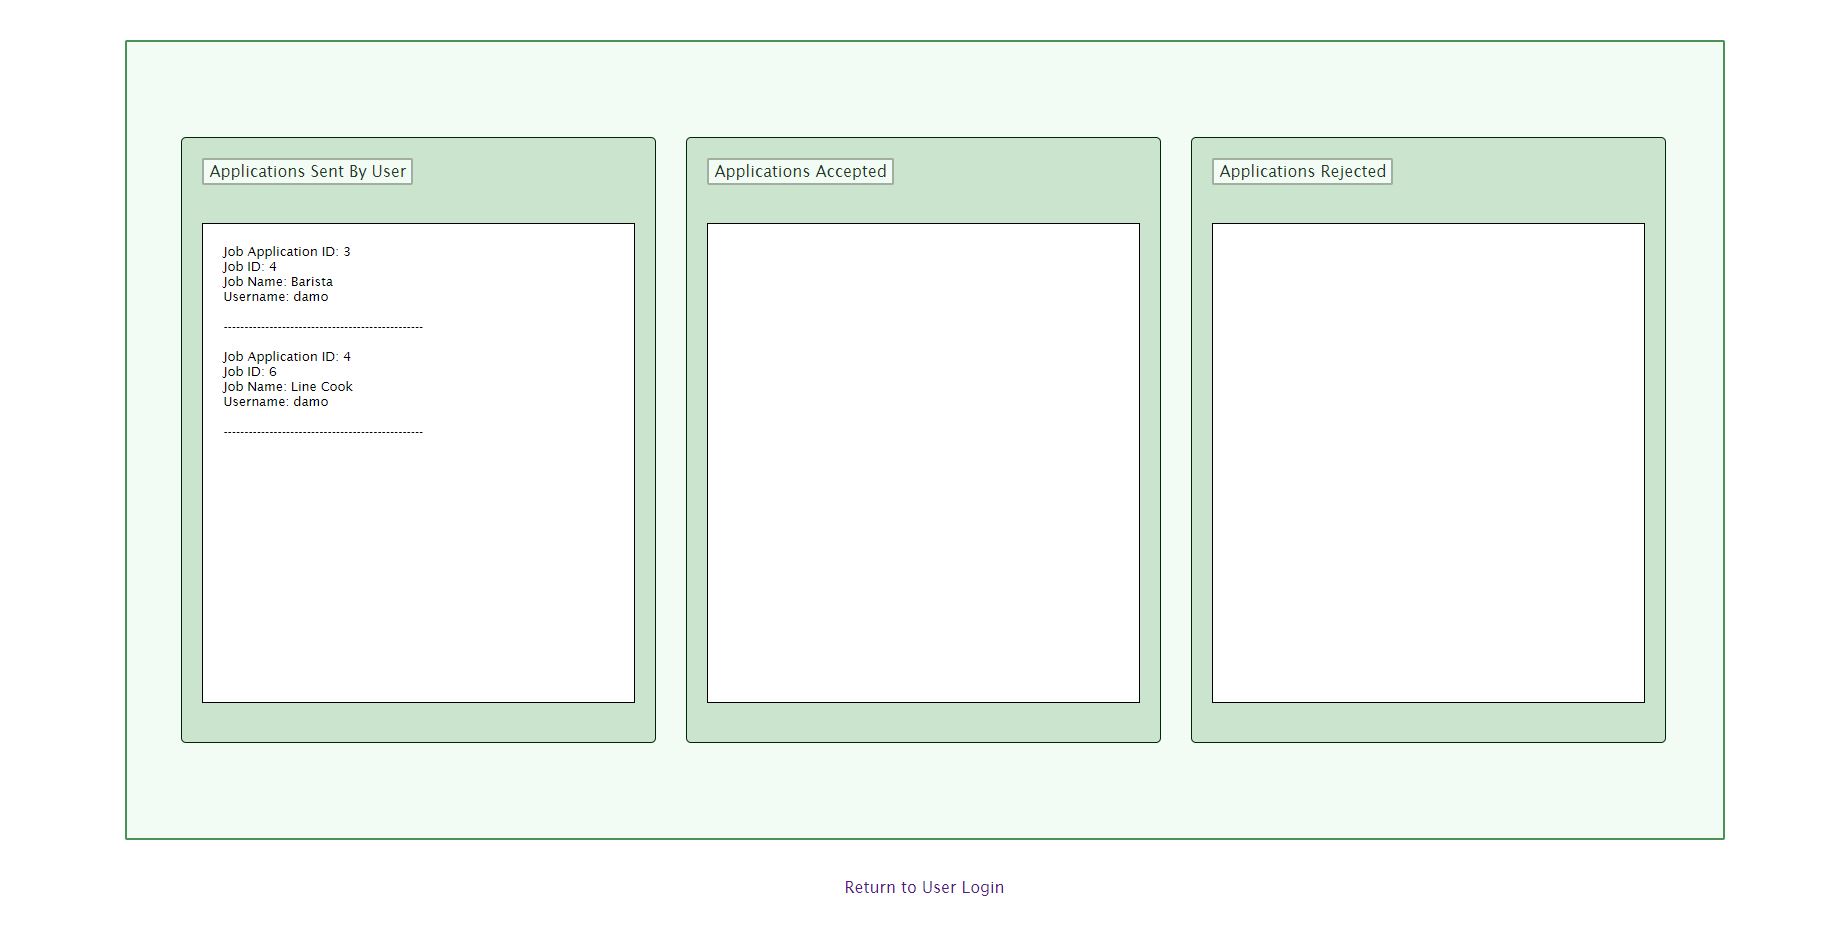 Applications Sent By User
Job Application ID: 3
Job ID: 4
Job Name: Barista
Username: damo
------------------------------------------------
Job Application ID: 4
Job ID: 6
Job Name: Line Cook
Username: damo
------------------------------------------------
Applications Accepted
Applications Rejected
Return to User Login